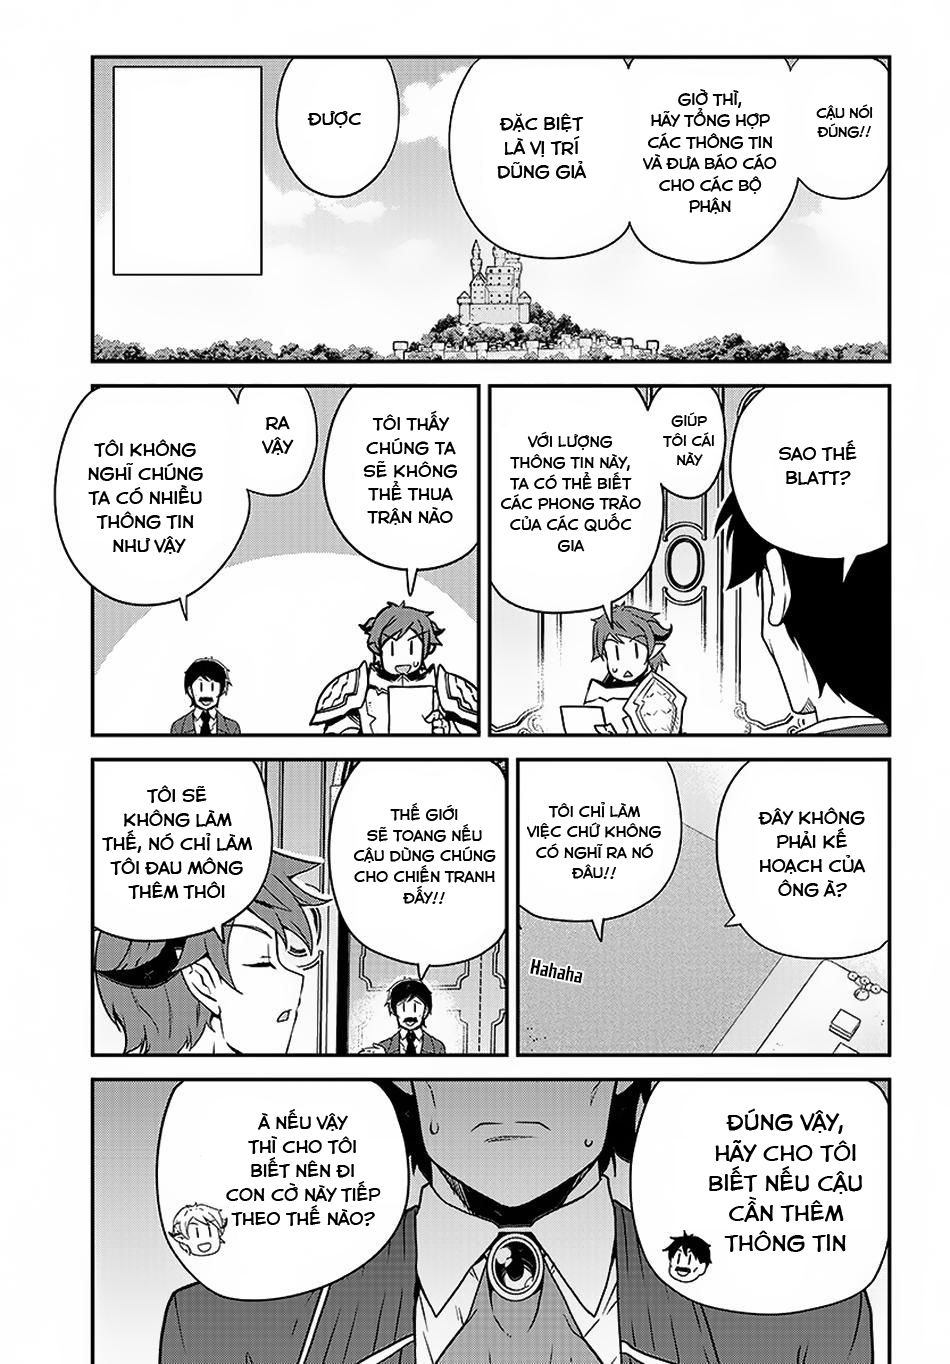 CẬU NÓI
ĐÚNG!!
GIỜ THÌ,
HÃY TỔNG HỢP
CÁC THÔNG TIN
VÀ ĐƯA BÁO CÁO
CHO CÁC BỘ
PHẬN
ĐẶC BIỆT
LÀ VỊ TRÍ
DŨNG GIẢ
ĐƯỢC
SAO THẾ
BLATT?
GIÚP
TÔI CÁI
NÀY
VỚI LƯỢNG
THÔNG TIN NÀY,
TA CÓ THỂ BIẾT
CÁC PHONG TRÀO
CỦA CÁC QUỐC
GIA
TÔI THẤY
CHÚNG TA
SẼ KHÔNG
THỂ THUA
TRẬN NÀO
RA
VẬY
TÔI KHÔNG
NGHĨ CHÚNG
TA CÓ NHIỀU
THÔNG TIN
NHƯ VẬY
ĐÂY KHÔNG
PHẢI KẾ
HOẠCH CỦA
ÔNG À?
TÔI CHỈ LÀM
VIỆC CHỨ KHÔNG
CÓ NGHĨ RA NÓ
ĐÂU!!
Hahaha
THẾ GIỚI
SẼ TOANG NẾU
CẬU DÙNG CHÚNG
CHO CHIẾN TRANH
ĐẤY!!
TÔI SẼ
KHÔNG LÀM
THẾ, NÓ CHỈ LÀM
TÔI ĐAU MÔNG
THÊM THÔI
ĐÚNG VẬY,
HÃY CHO TÔI
BIẾT NẾU CẬU
CẦN THÊM
THÔNG TIN
À NẾU VẬY
THÌ CHO TÔI
BIẾT NÊN ĐI
CON CỜ NÀY TIẾP
THEO THẾ NÀO?